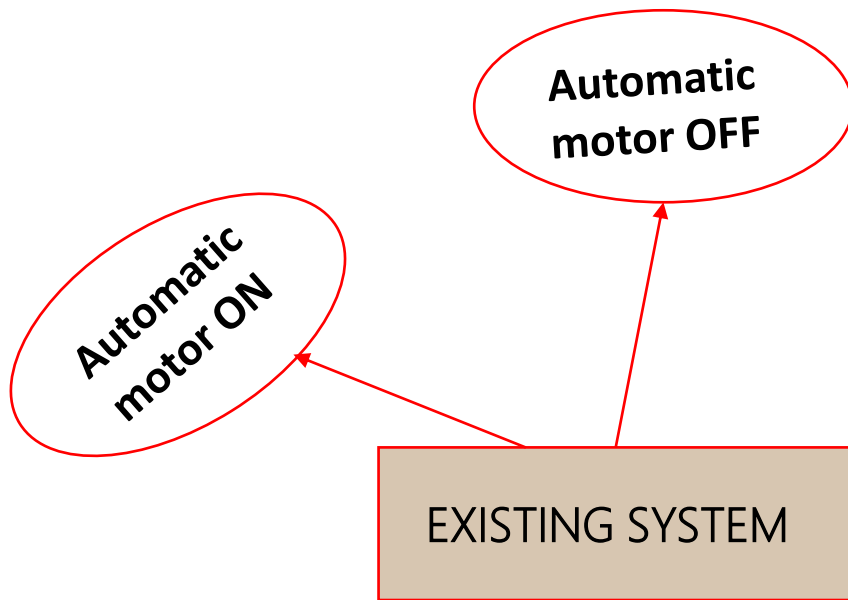 Automatic
motor OFF
Automatic
motor ON
EXISTING SYSTEM